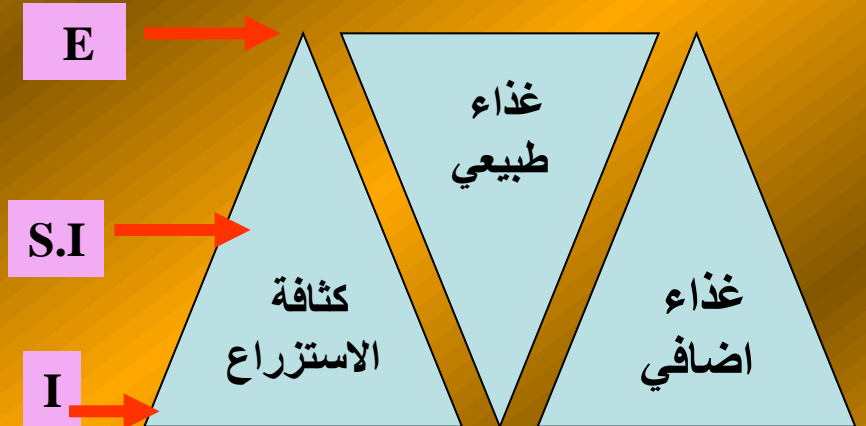 E
S.I
I
غذاء
طبيعي
كثافة
الاستزراع
غذاء
اضافي